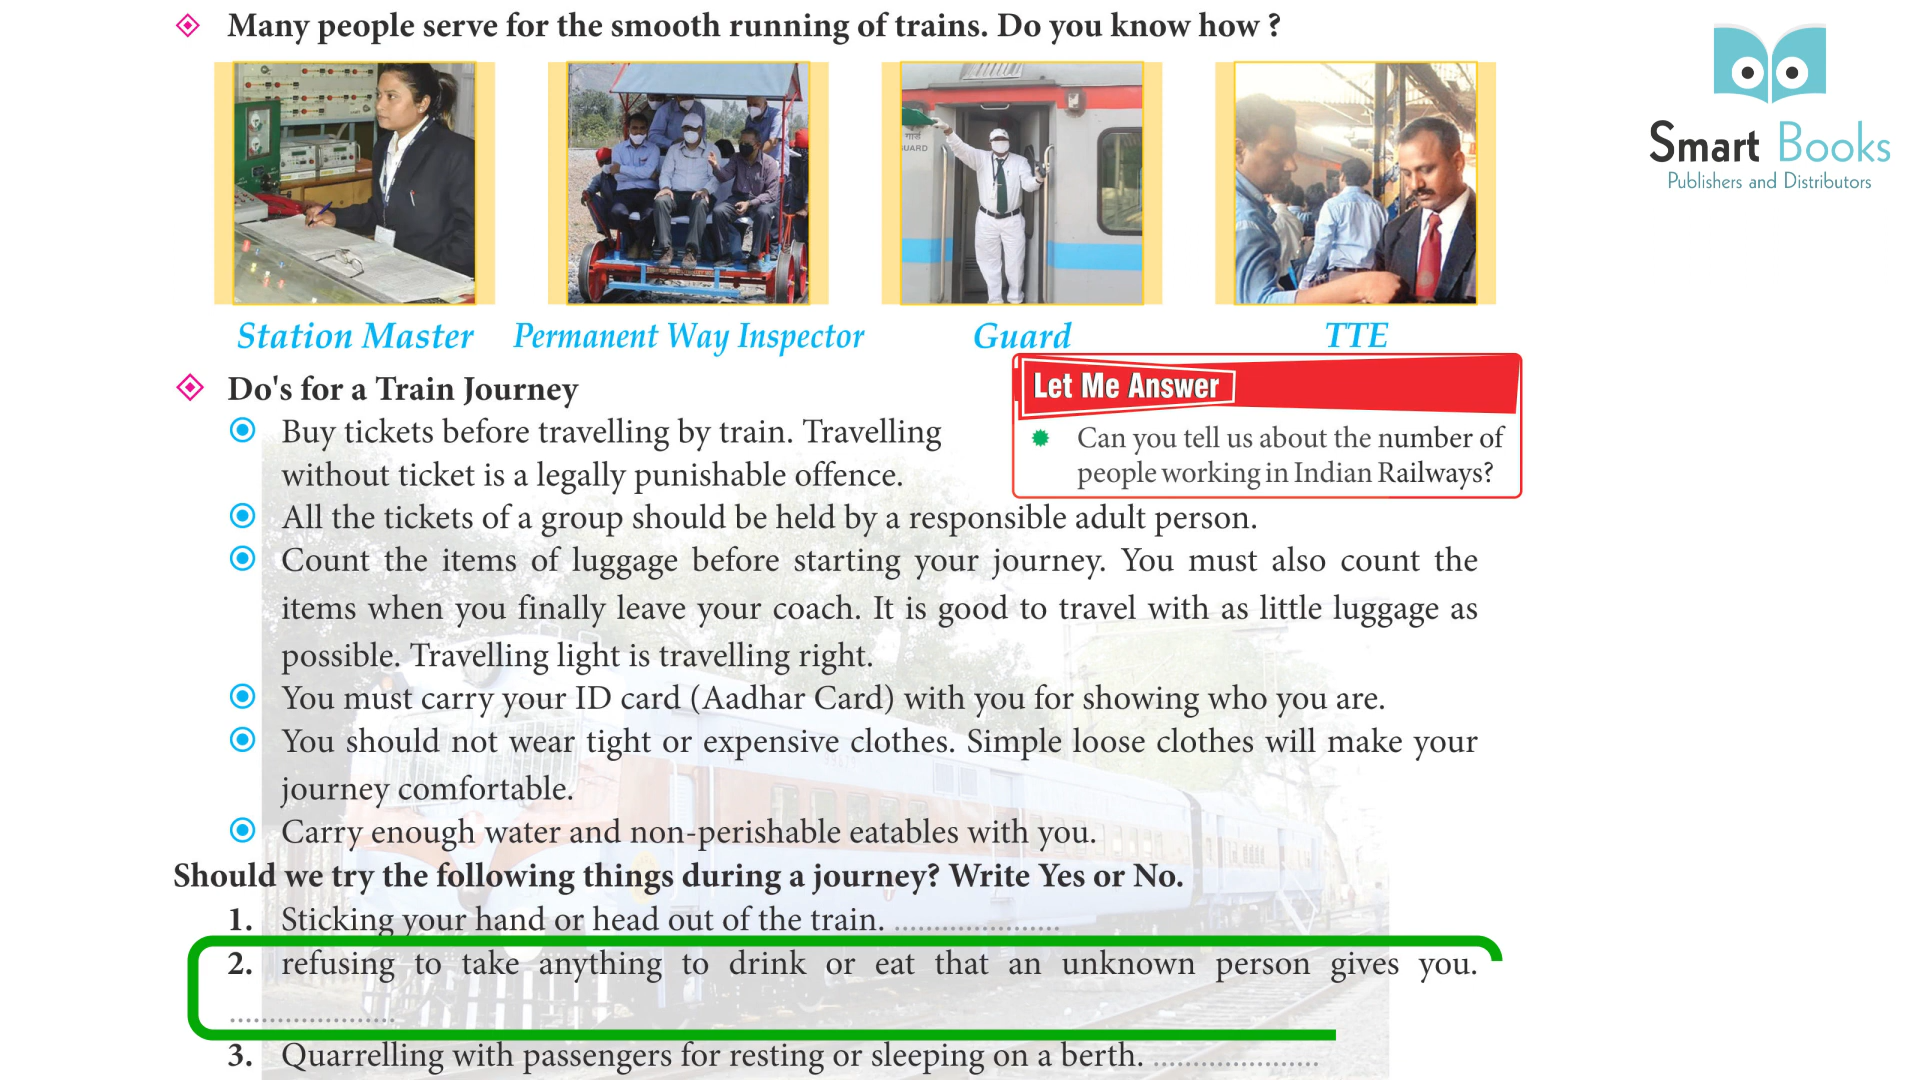 Many people serve for the smooth running of trains. Do you know how ?
Smart Books
Publishers and Distributors
गार्ड
UARD
Station Master
Permanent Way Inspector
Guard
TTE
Do's for a Train Journey
Let Me Answer
Can you tell us about the number of
people working in Indian Railways?
Buy tickets before travelling by train. Travelling
without ticket is a legally punishable offence.
All the tickets of a group should be held by a responsible adult person.
Count the items of luggage before starting your journey. You must also count the
items when you finally leave your coach. It is good to travel with as little luggage as
possible. Travelling light is travelling right.
You must carry your ID card (Aadhar Card) with you for showing who you are.
You should not wear tight or expensive clothes. Simple loose clothes will make your
journey comfortable.
Carry enough water and non-perishable eatables with you.
Should we try the following things during a journey? Write Yes or No.
1. Sticking your hand or head out of the train. .....................
2. refusing to take anything to drink or eat that an unknown person gives you.
.....................
3. Quarrelling with passengers for resting or sleeping on a berth. .....................